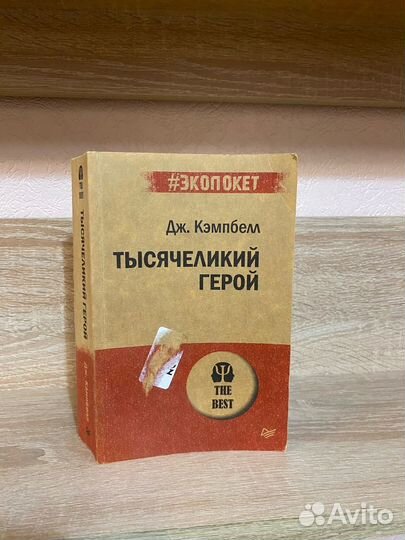 #экопокет
Дж. Кэмпбелл
ТЫСЯЧЕЛИКИЙ
ГЕРОЙ
THE
BEST
ТЫСЯЧЕЛИКИЙ ГЕРОЙ
Дж. Кэмпбелл
Avito